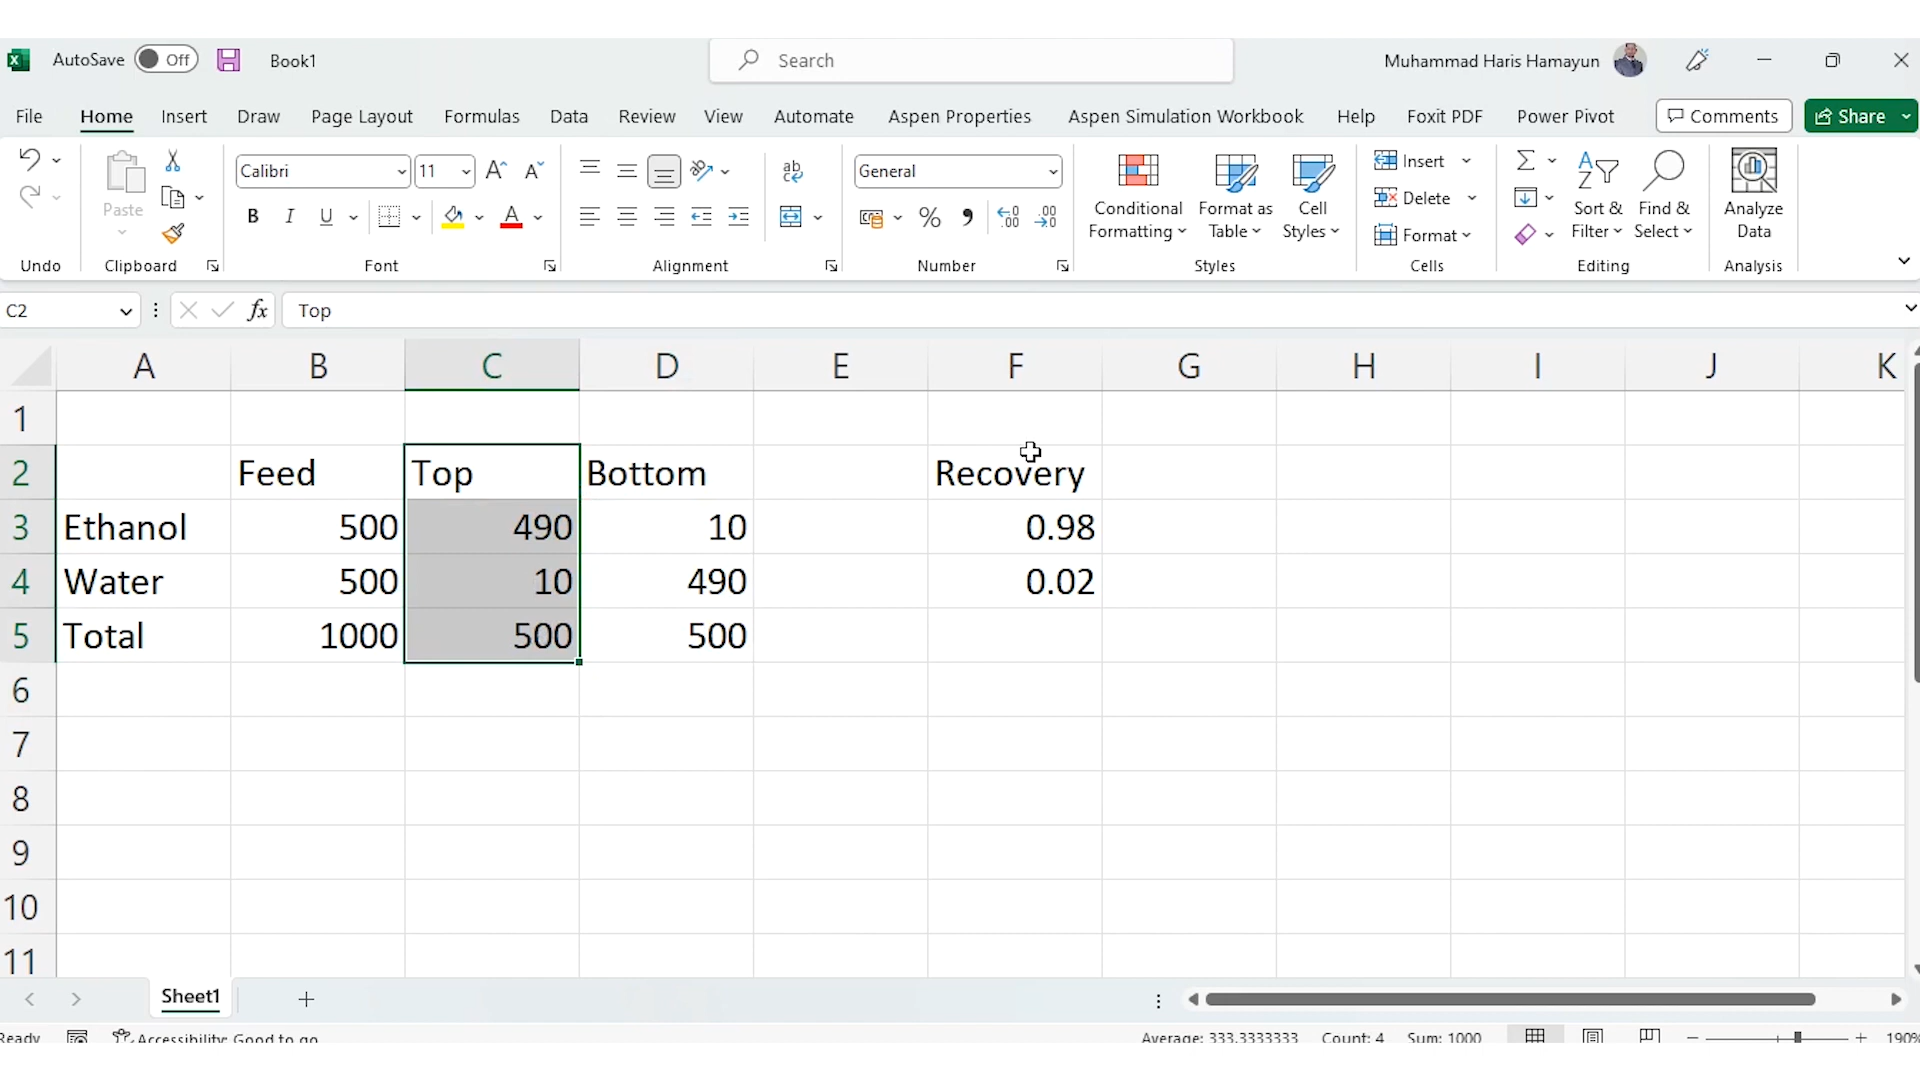 AutoSave Off Book1 Search Muhammad Haris Hamayun
File Home Insert Draw Page Layout Formulas Data Review View Automate Aspen Properties Aspen Simulation Workbook Help Foxit PDF Power Pivot Comments Share
Paste
Calibri 11
B I U A
ab
General
% 9
Conditional Formatting
Format as Table
Cell Styles
Insert
Delete
Format
Sort & Filter
Find & Select
Analyze Data
Undo Clipboard Font Alignment Number Styles Cells Editing Analysis
C2 fx Top
A B C D E F G H I J K
1
2 Feed Top Bottom Recovery
3 Ethanol 500 490 10 0.98
4 Water 500 10 490 0.02
5 Total 1000 500 500
6
7
8
9
10
11
Sheet1
Ready Accessibility: Good to go Average: 333.3333333 Count: 4 Sum: 1000 190%